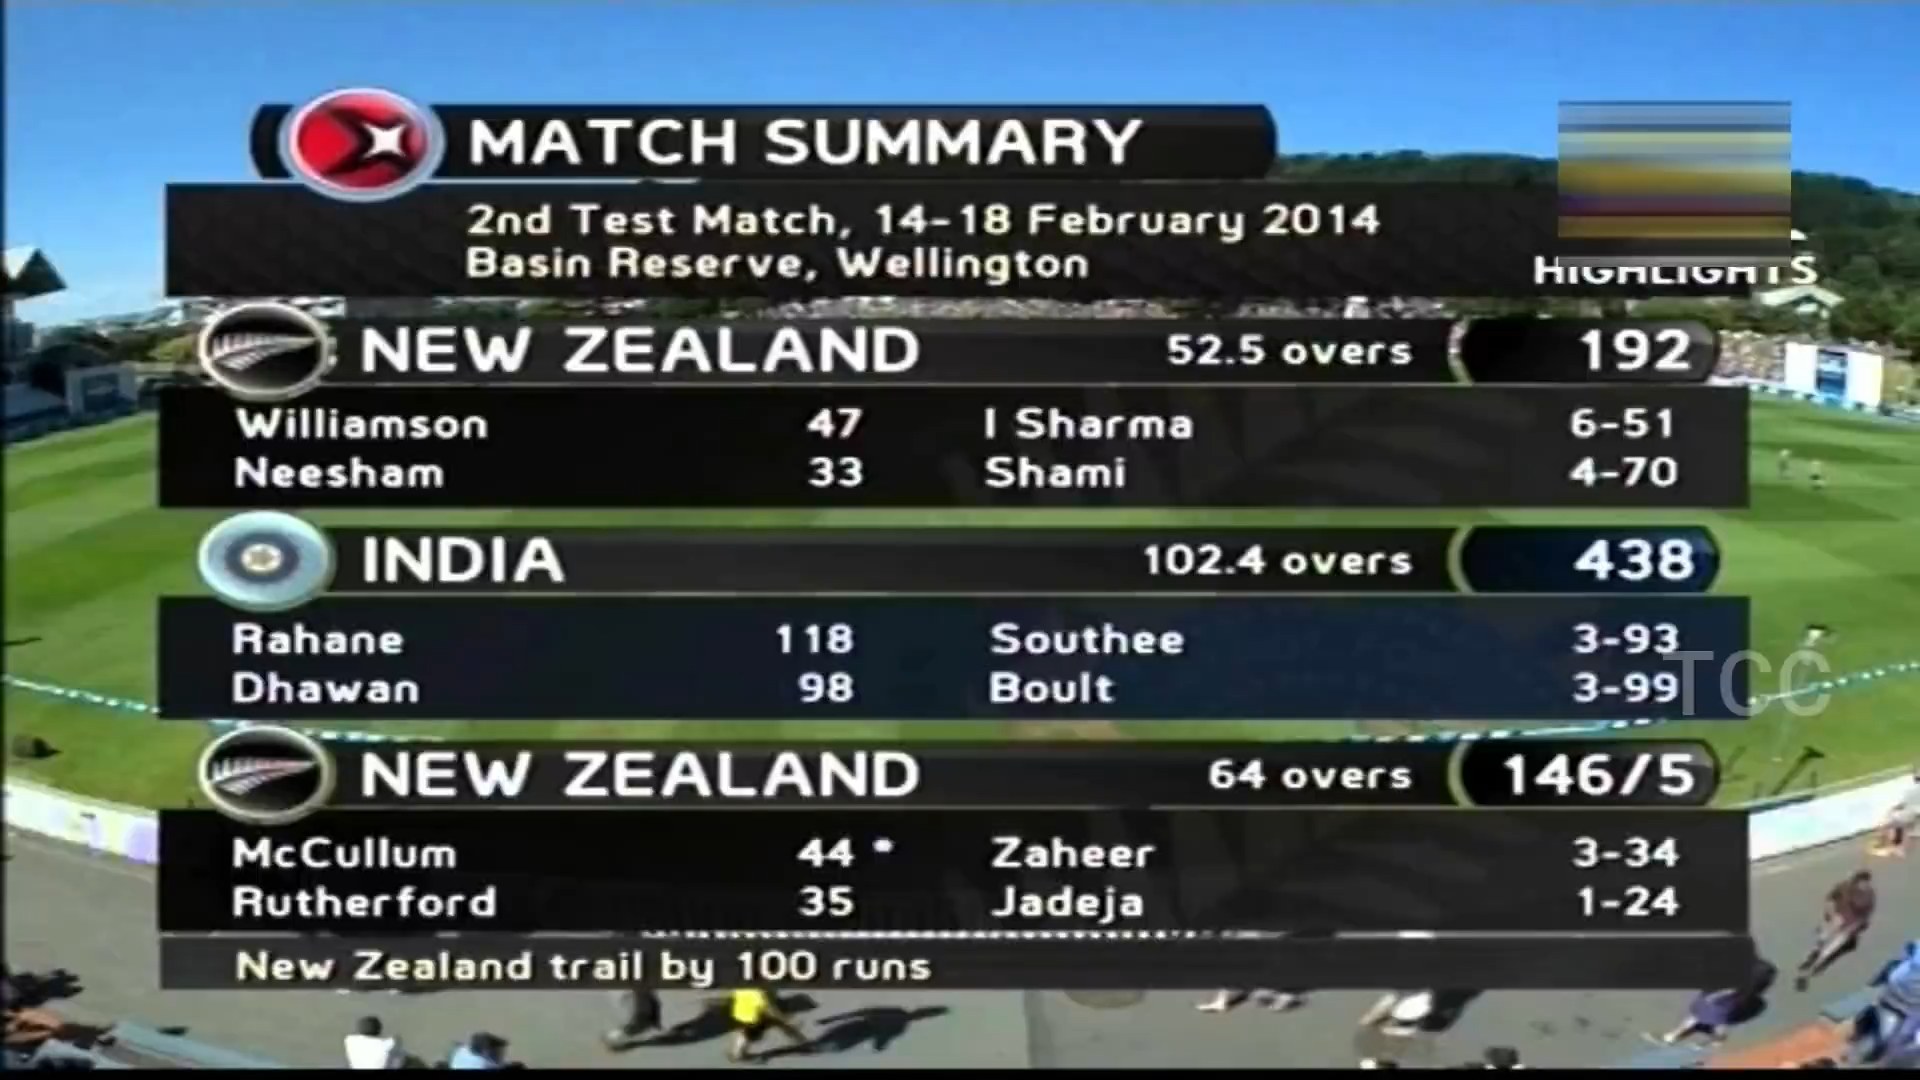 MATCH SUMMARY
2nd Test Match, 14-18 February 2014
Basin Reserve, Wellington
HIGHLIGHTS
NEW ZEALAND 52.5 overs 192
Williamson 47 I Sharma 6-51
Neesham 33 Shami 4-70
INDIA 102.4 overs 438
Rahane 118 Southee 3-93
Dhawan 98 Boult 3-99
TCC
NEW ZEALAND 64 overs 146/5
McCullum 44 * Zaheer 3-34
Rutherford 35 Jadeja 1-24
New Zealand trail by 100 runs